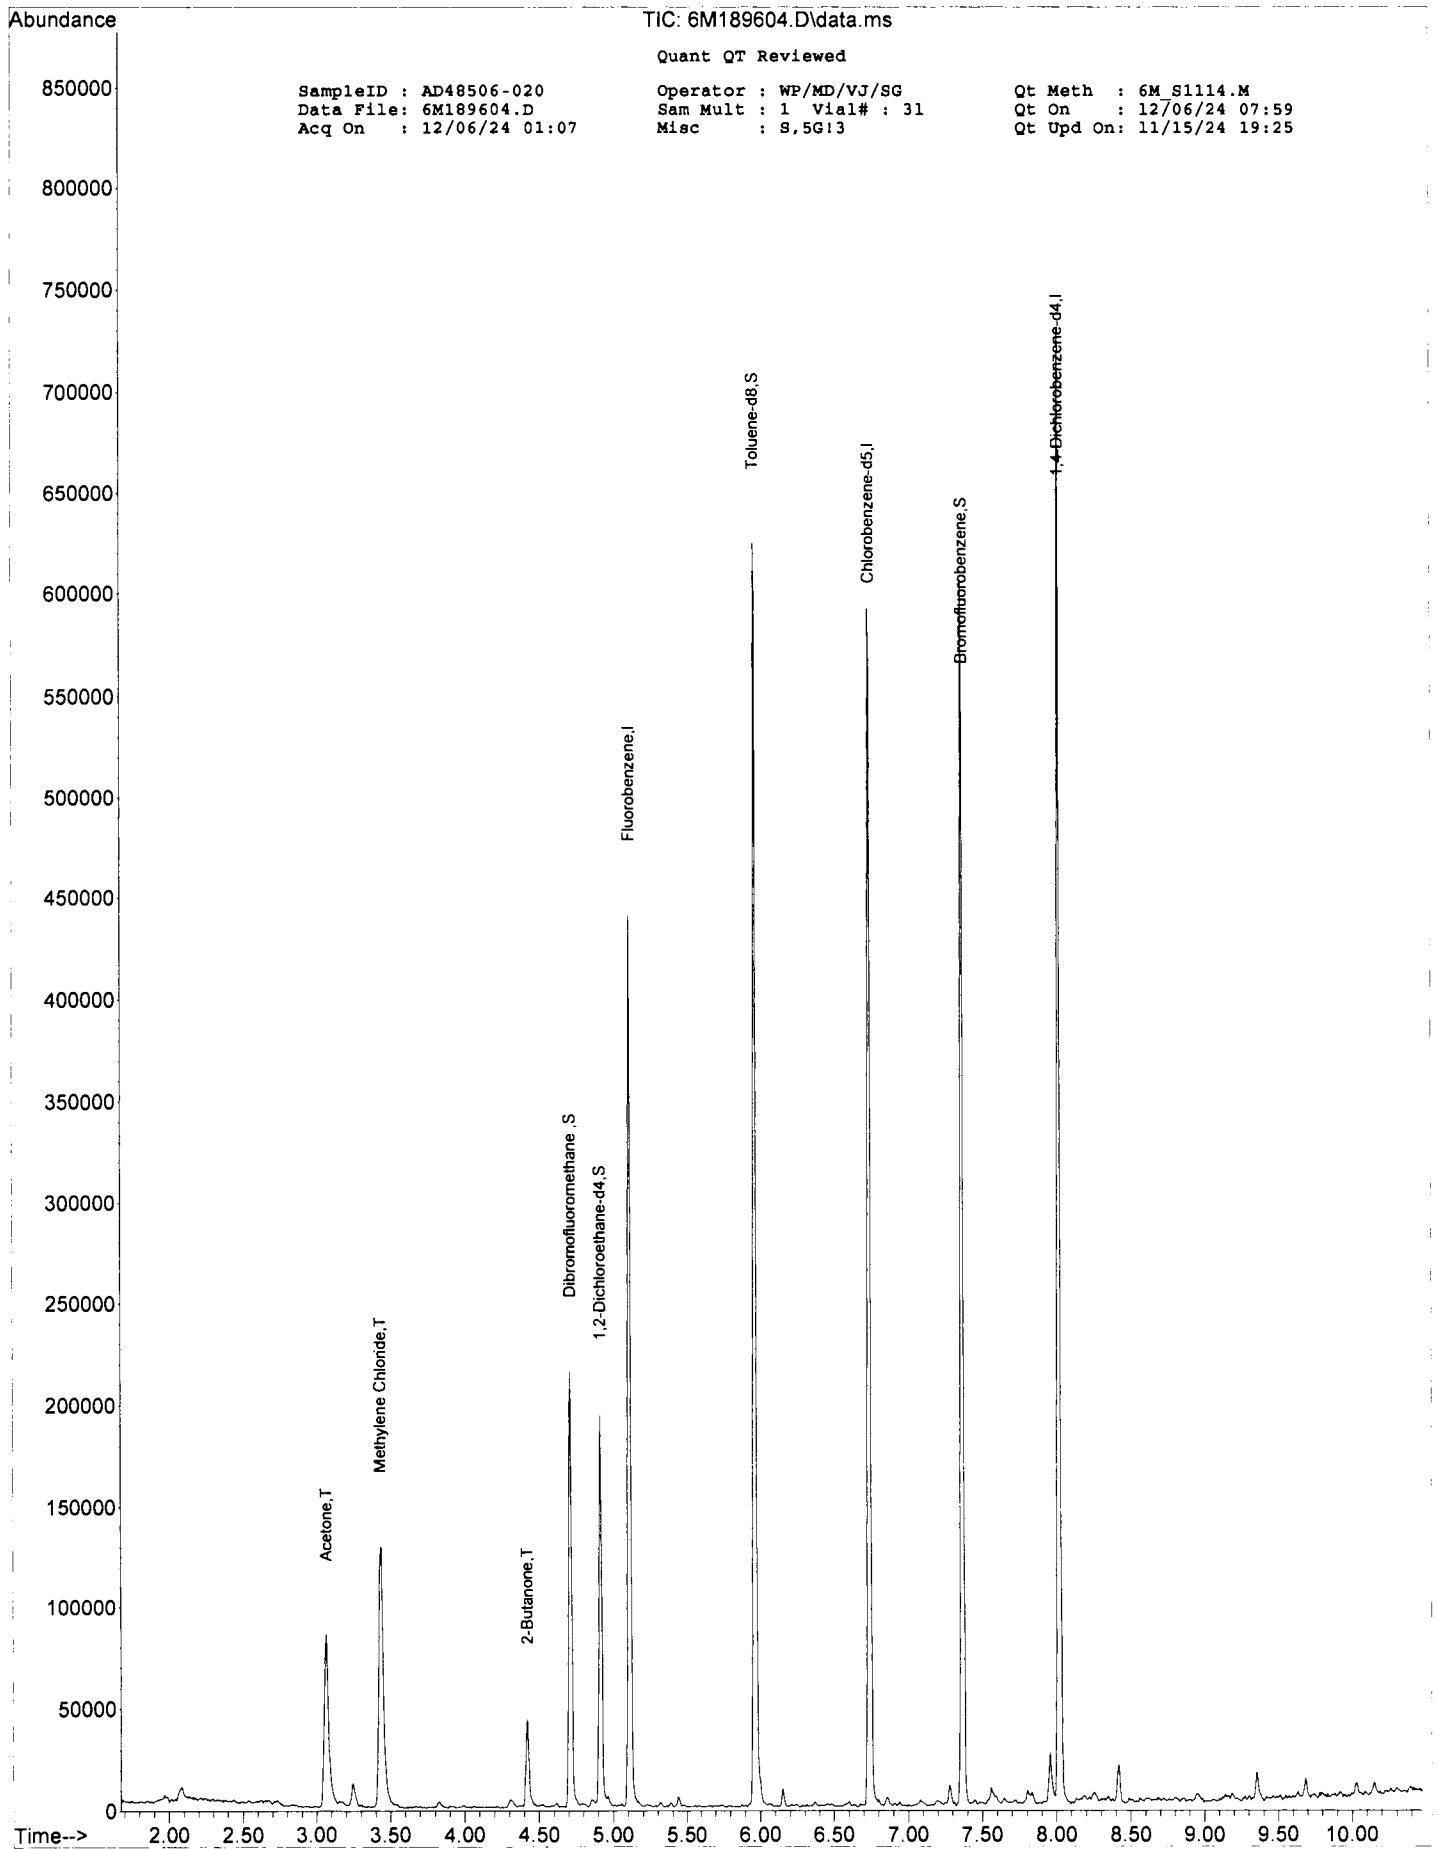 Abundance
TIC: 6M189604.D\data.ms
Quant QT Reviewed
SampleID : AD48506-020 Operator : WP/MD/VJ/SG Qt Meth : 6M_S1114.M
Data File: 6M189604.D Sam Mult : 1 Vial# : 31 Qt On : 12/06/24 07:59
Acq On : 12/06/24 01:07 Misc : S,5G!3 Qt Upd On: 11/15/24 19:25
850000
800000
750000
700000
650000
600000
550000
500000
450000
400000
350000
300000
250000
200000
150000
100000
50000
0
Acetone,T
Methylene Chloride,T
2-Butanone,T
Dibromofluoromethane ,S
1,2-Dichloroethane-d4,S
Fluorobenzene,I
Toluene-d8,S
Chlorobenzene-d5,I
Bromofluorobenzene,S
1,4-Dichlorobenzene-d4,I
Time--> 2.00 2.50 3.00 3.50 4.00 4.50 5.00 5.50 6.00 6.50 7.00 7.50 8.00 8.50 9.00 9.50 10.00